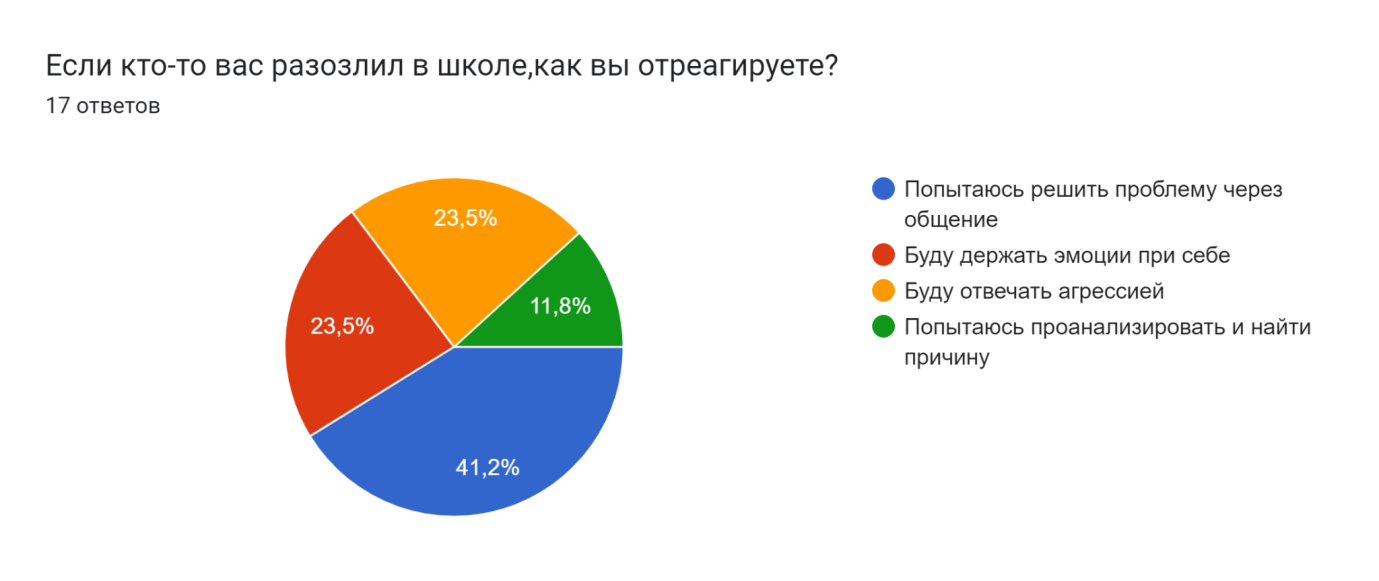 Если кто-то вас разозлил в школе,как вы отреагируете?
17 ответов
23,5%
11,8%
23,5%
41,2%
Попытаюсь решить проблему через
общение
Буду держать эмоции при себе
Буду отвечать агрессией
Попытаюсь проанализировать и найти
причину